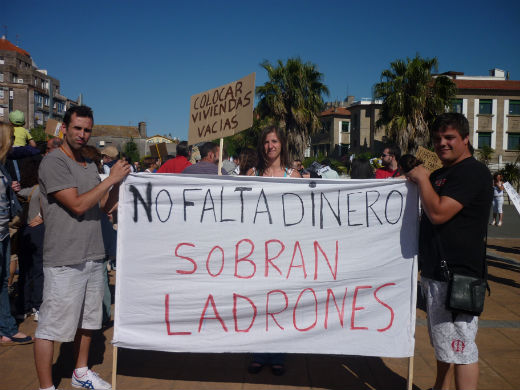 COLOCAR
VIVIENDAS
VACIAS
NO FALTA DINERO
SOBRAN
LADRONES